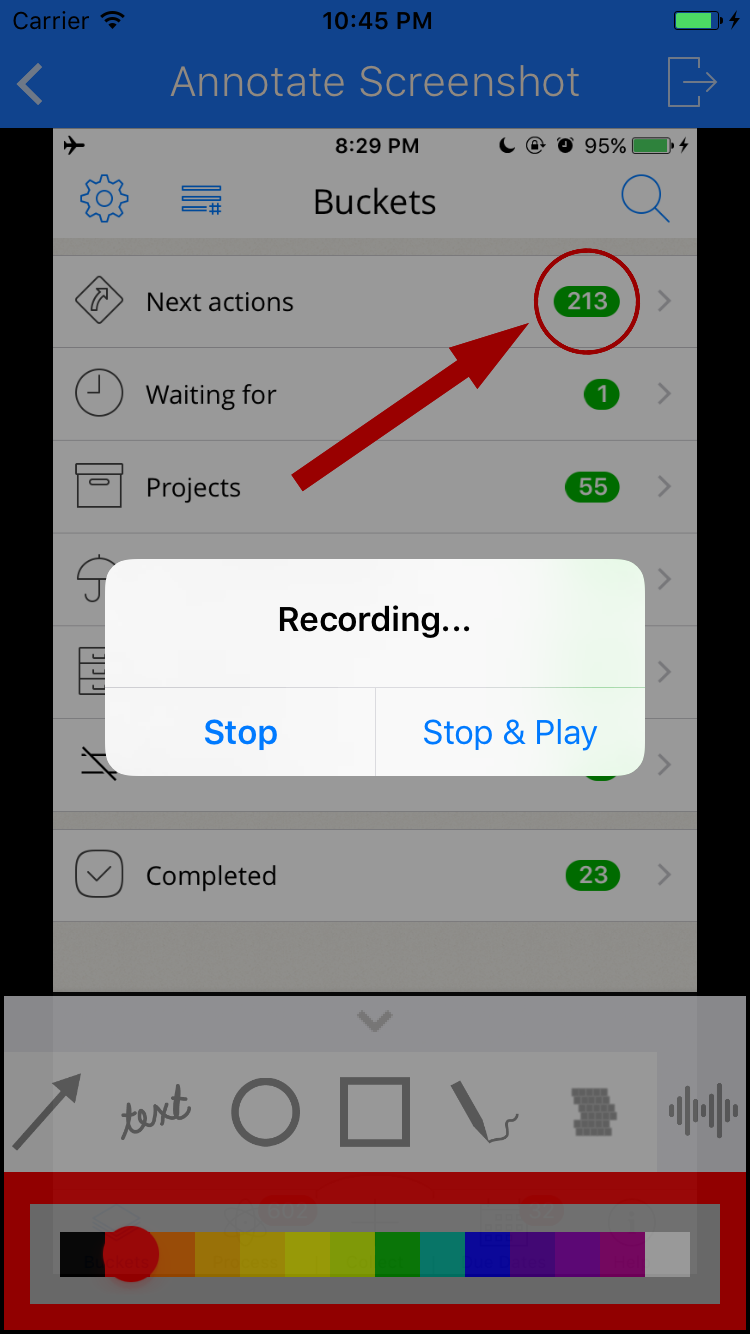 Carrier 10:45 PM
Annotate Screenshot
8:29 PM 95%
# Buckets
Next actions 213
Waiting for 1
Projects 55
Recording...
Stop Stop & Play
Completed 23
text